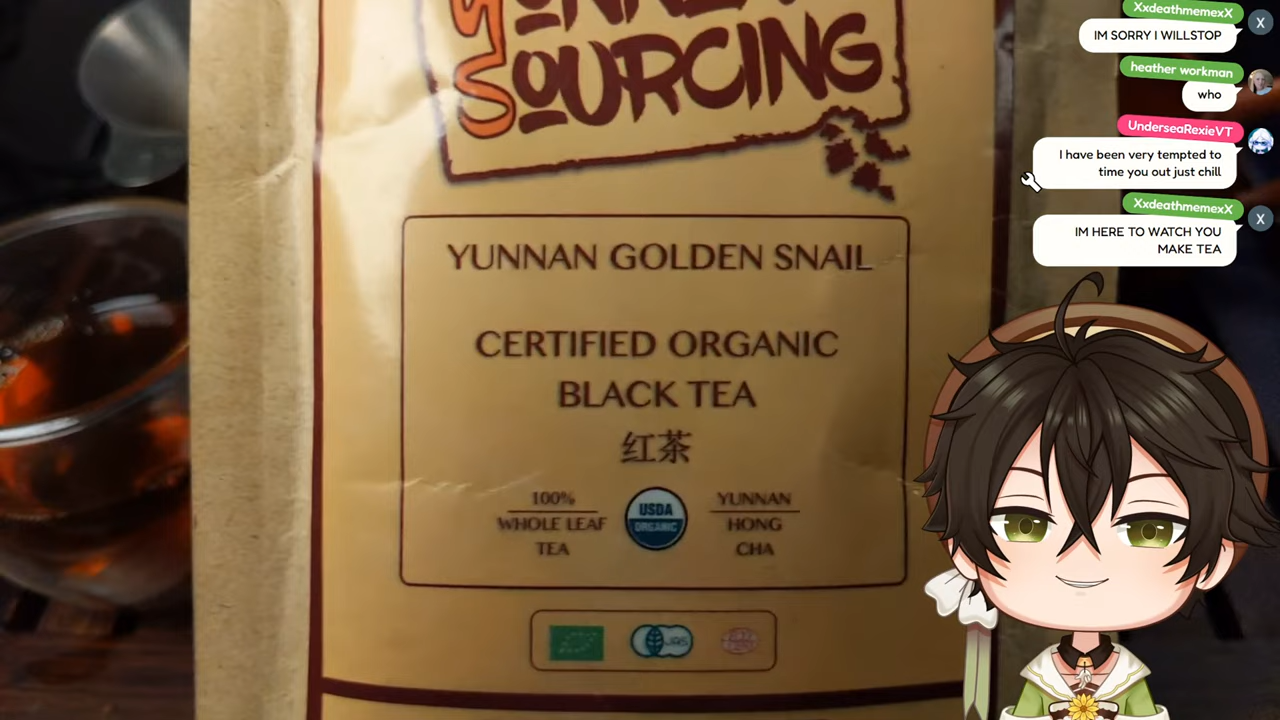 SOURCING
YUNNAN GOLDEN SNAIL
CERTIFIED ORGANIC
BLACK TEA
红茶
100%
WHOLE LEAF
TEA
USDA
ORGANIC
YUNNAN
HONG
CHA
JAS
XxdeathmemexX
IM SORRY I WILLSTOP
X
heather workman
who
UnderseaRexieVT
I have been very tempted to
time you out just chill
XxdeathmemexX
IM HERE TO WATCH YOU
MAKE TEA
X